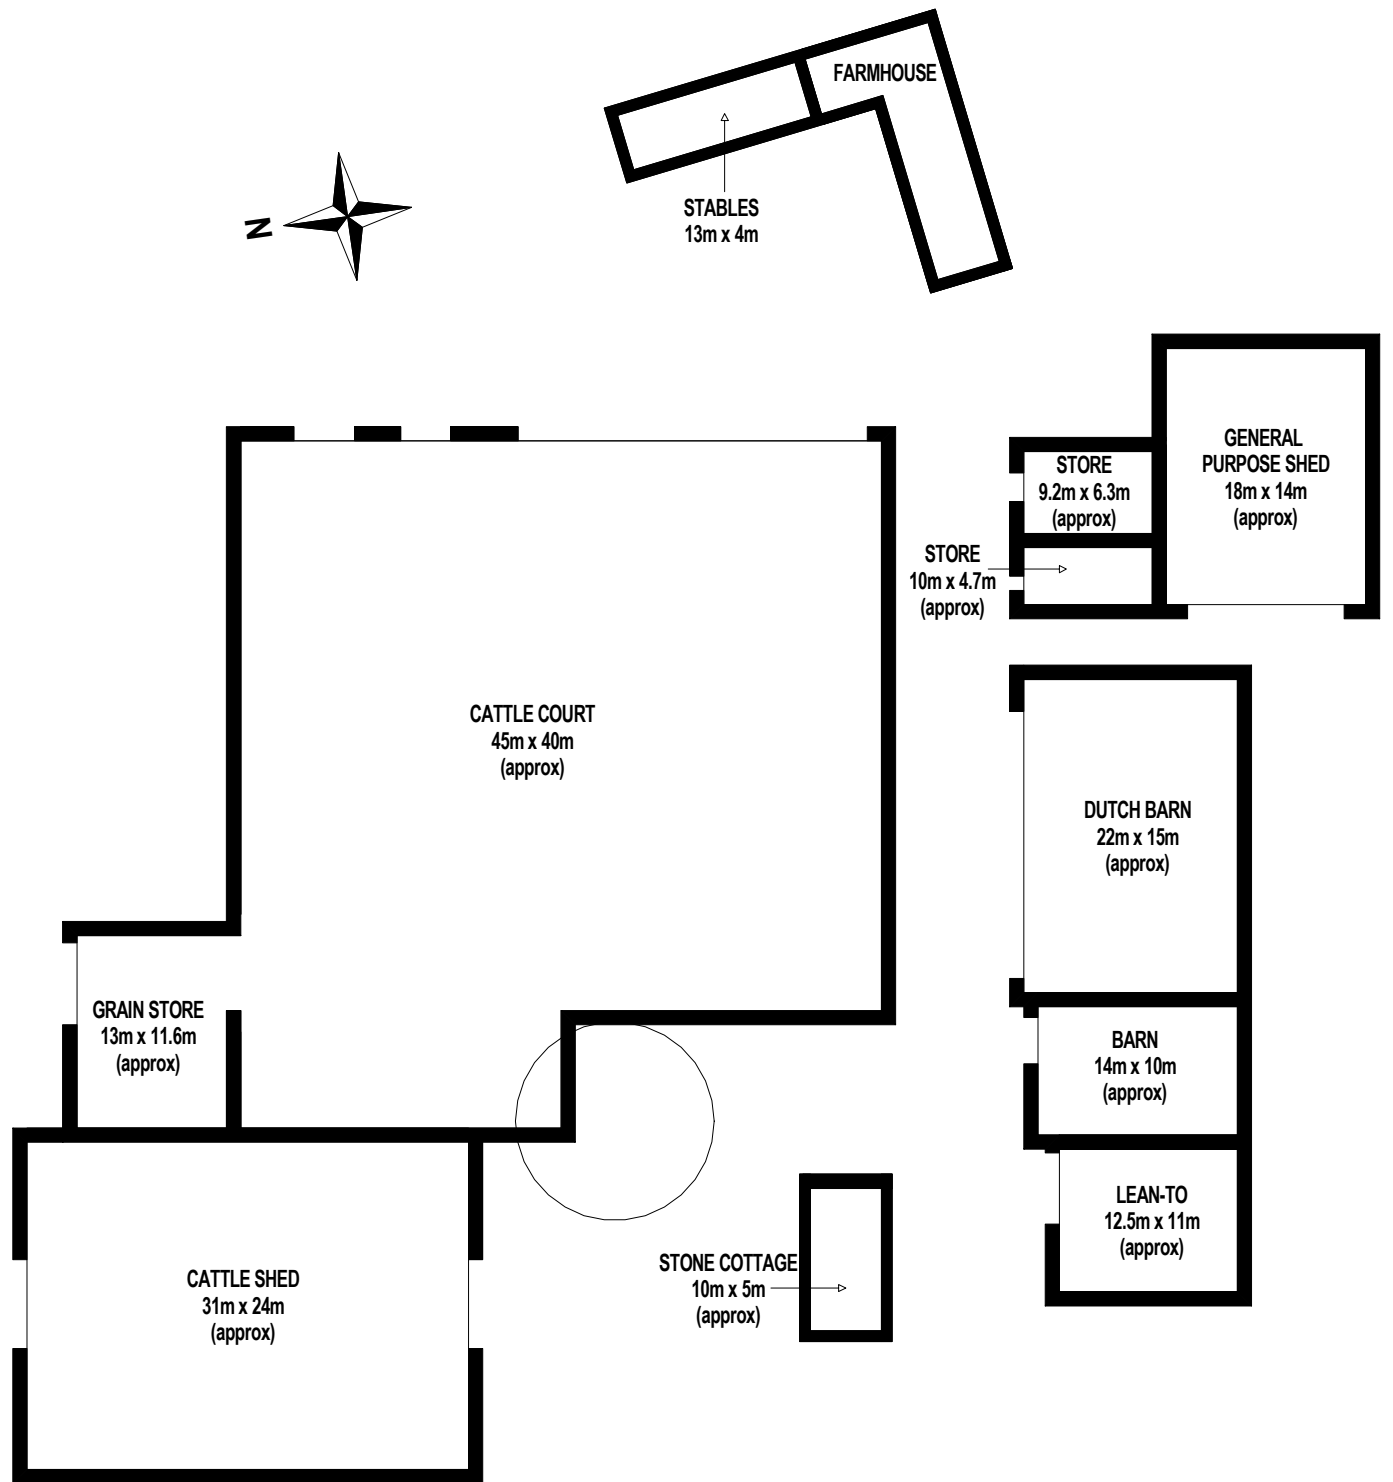 FARMHOUSE
STABLES
13m x 4m
N
GENERAL
PURPOSE SHED
18m x 14m
(approx)
STORE
9.2m x 6.3m
(approx)
STORE
10m x 4.7m
(approx)
CATTLE COURT
45m x 40m
(approx)
DUTCH BARN
22m x 15m
(approx)
GRAIN STORE
13m x 11.6m
(approx)
BARN
14m x 10m
(approx)
LEAN-TO
12.5m x 11m
(approx)
STONE COTTAGE
10m x 5m
(approx)
CATTLE SHED
31m x 24m
(approx)